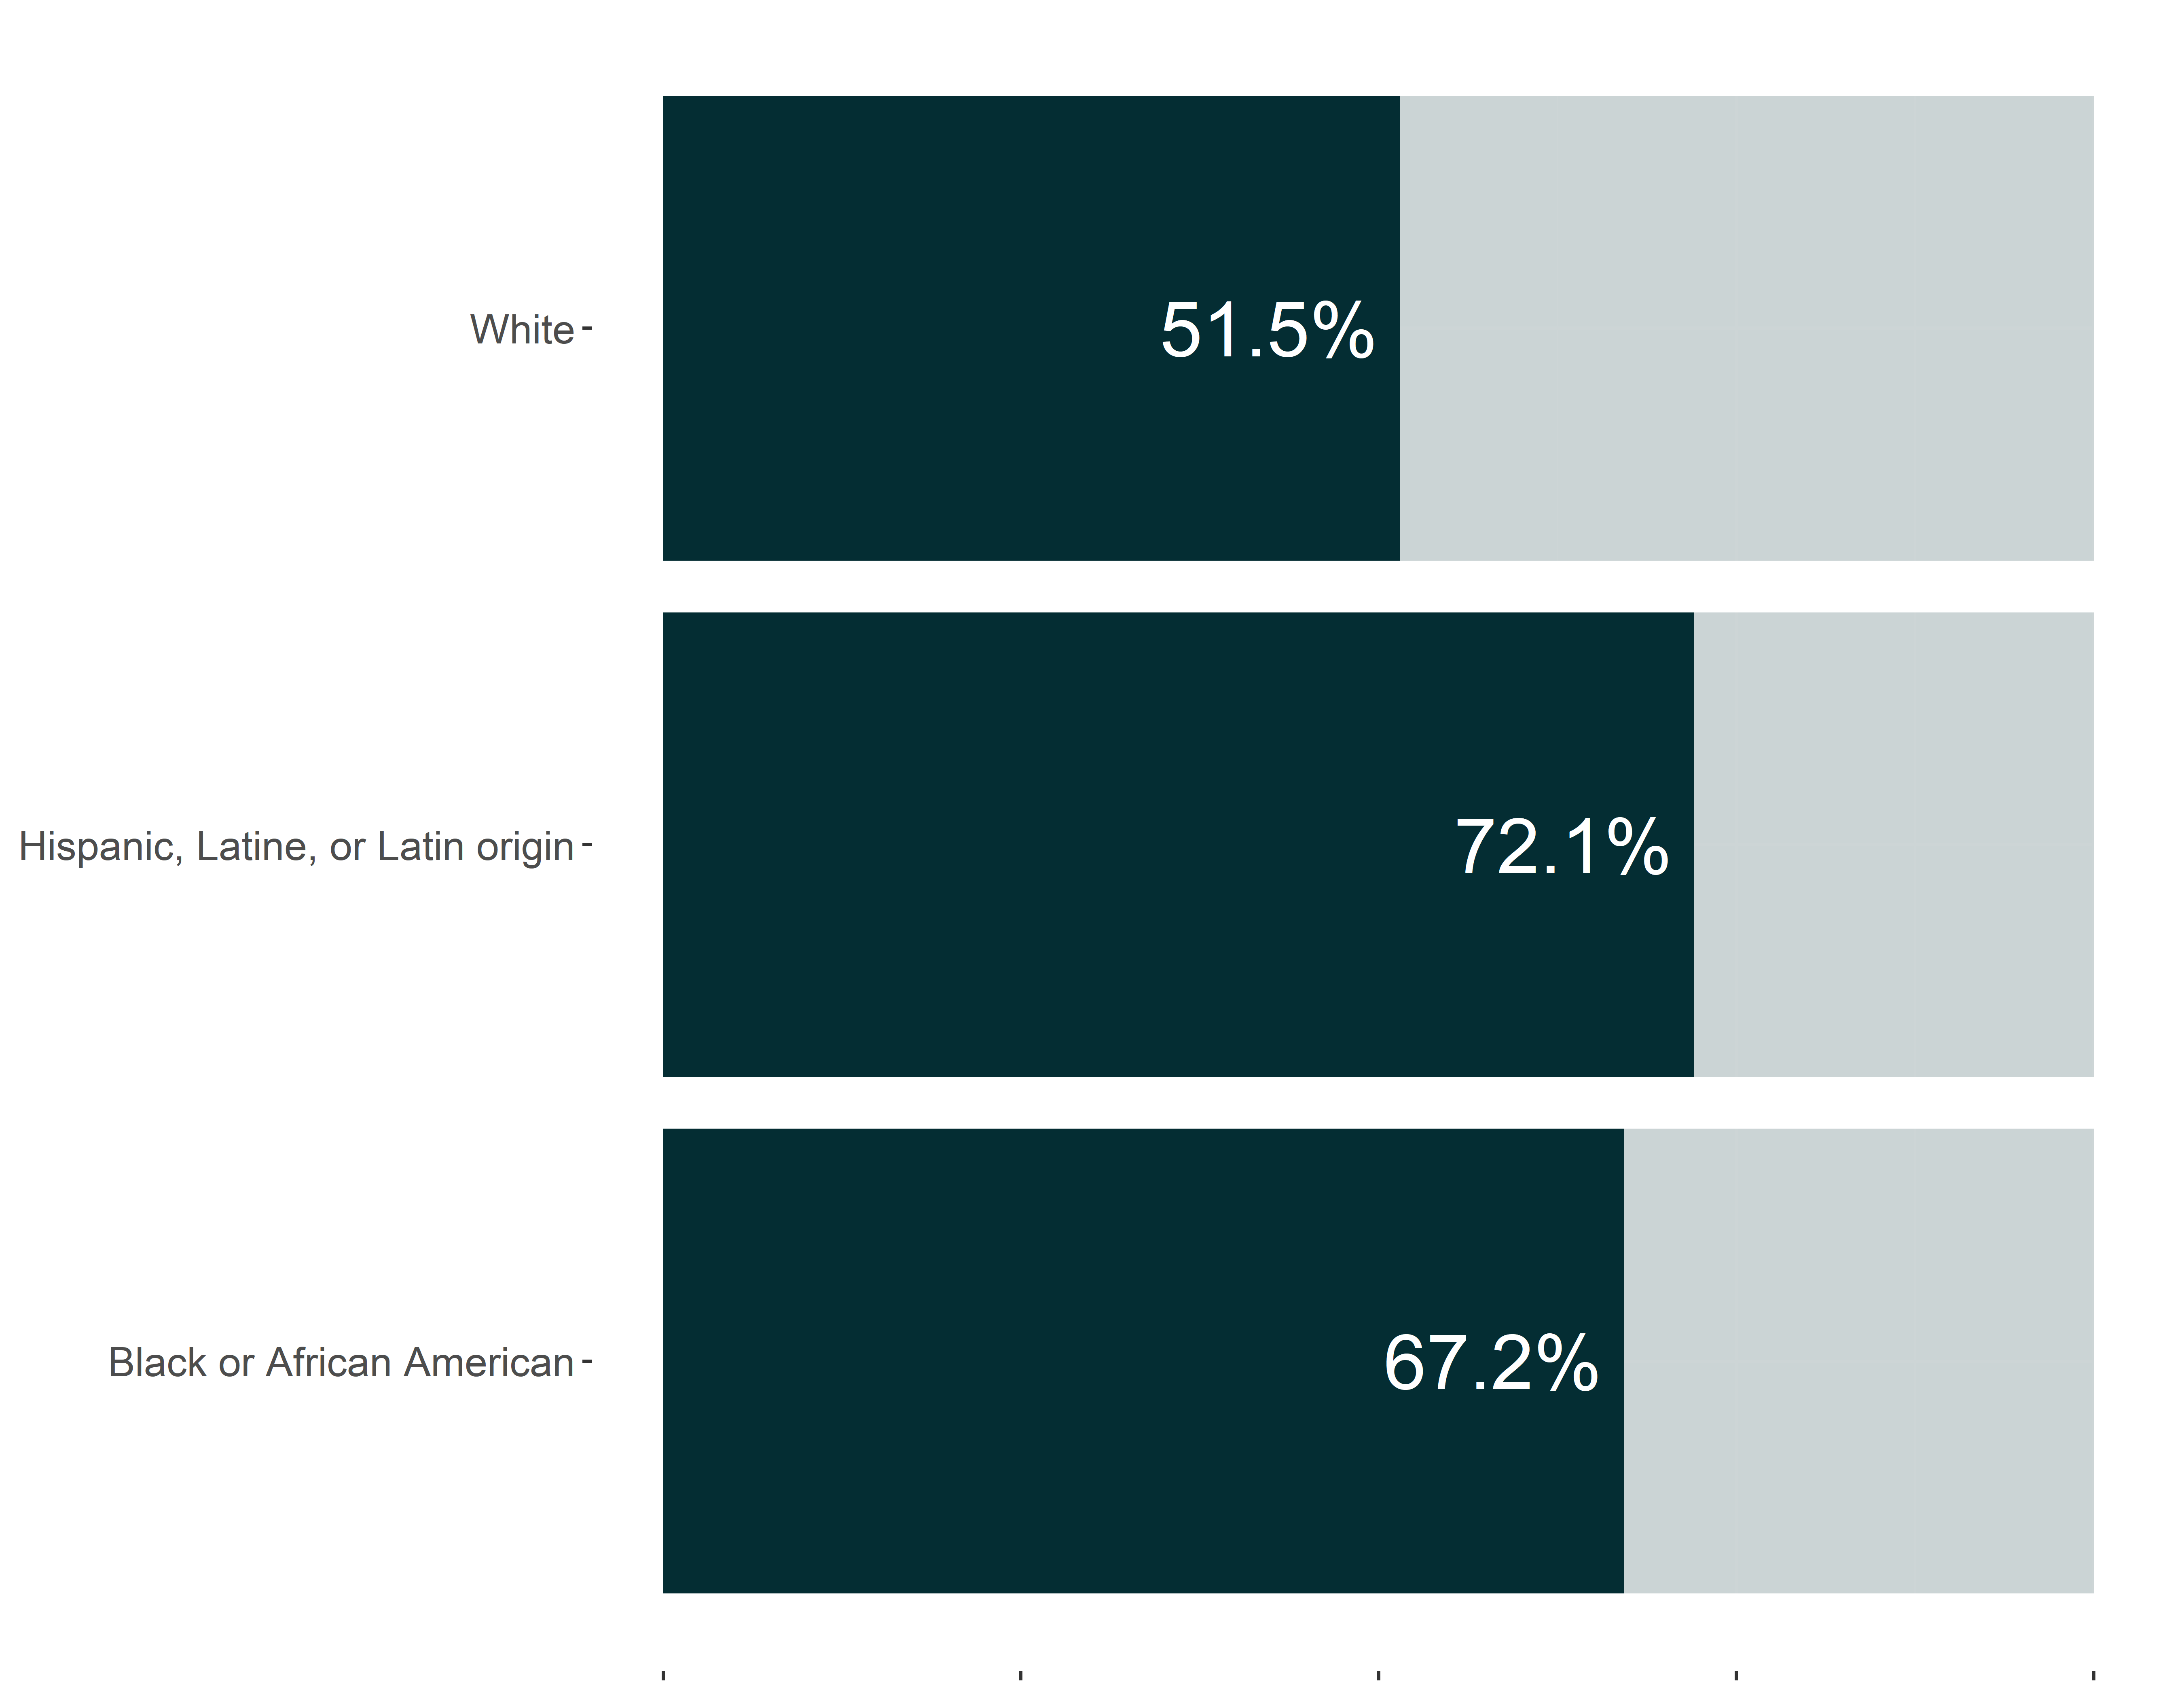 White
51.5%
Hispanic, Latine, or Latin origin
72.1%
Black or African American
67.2%